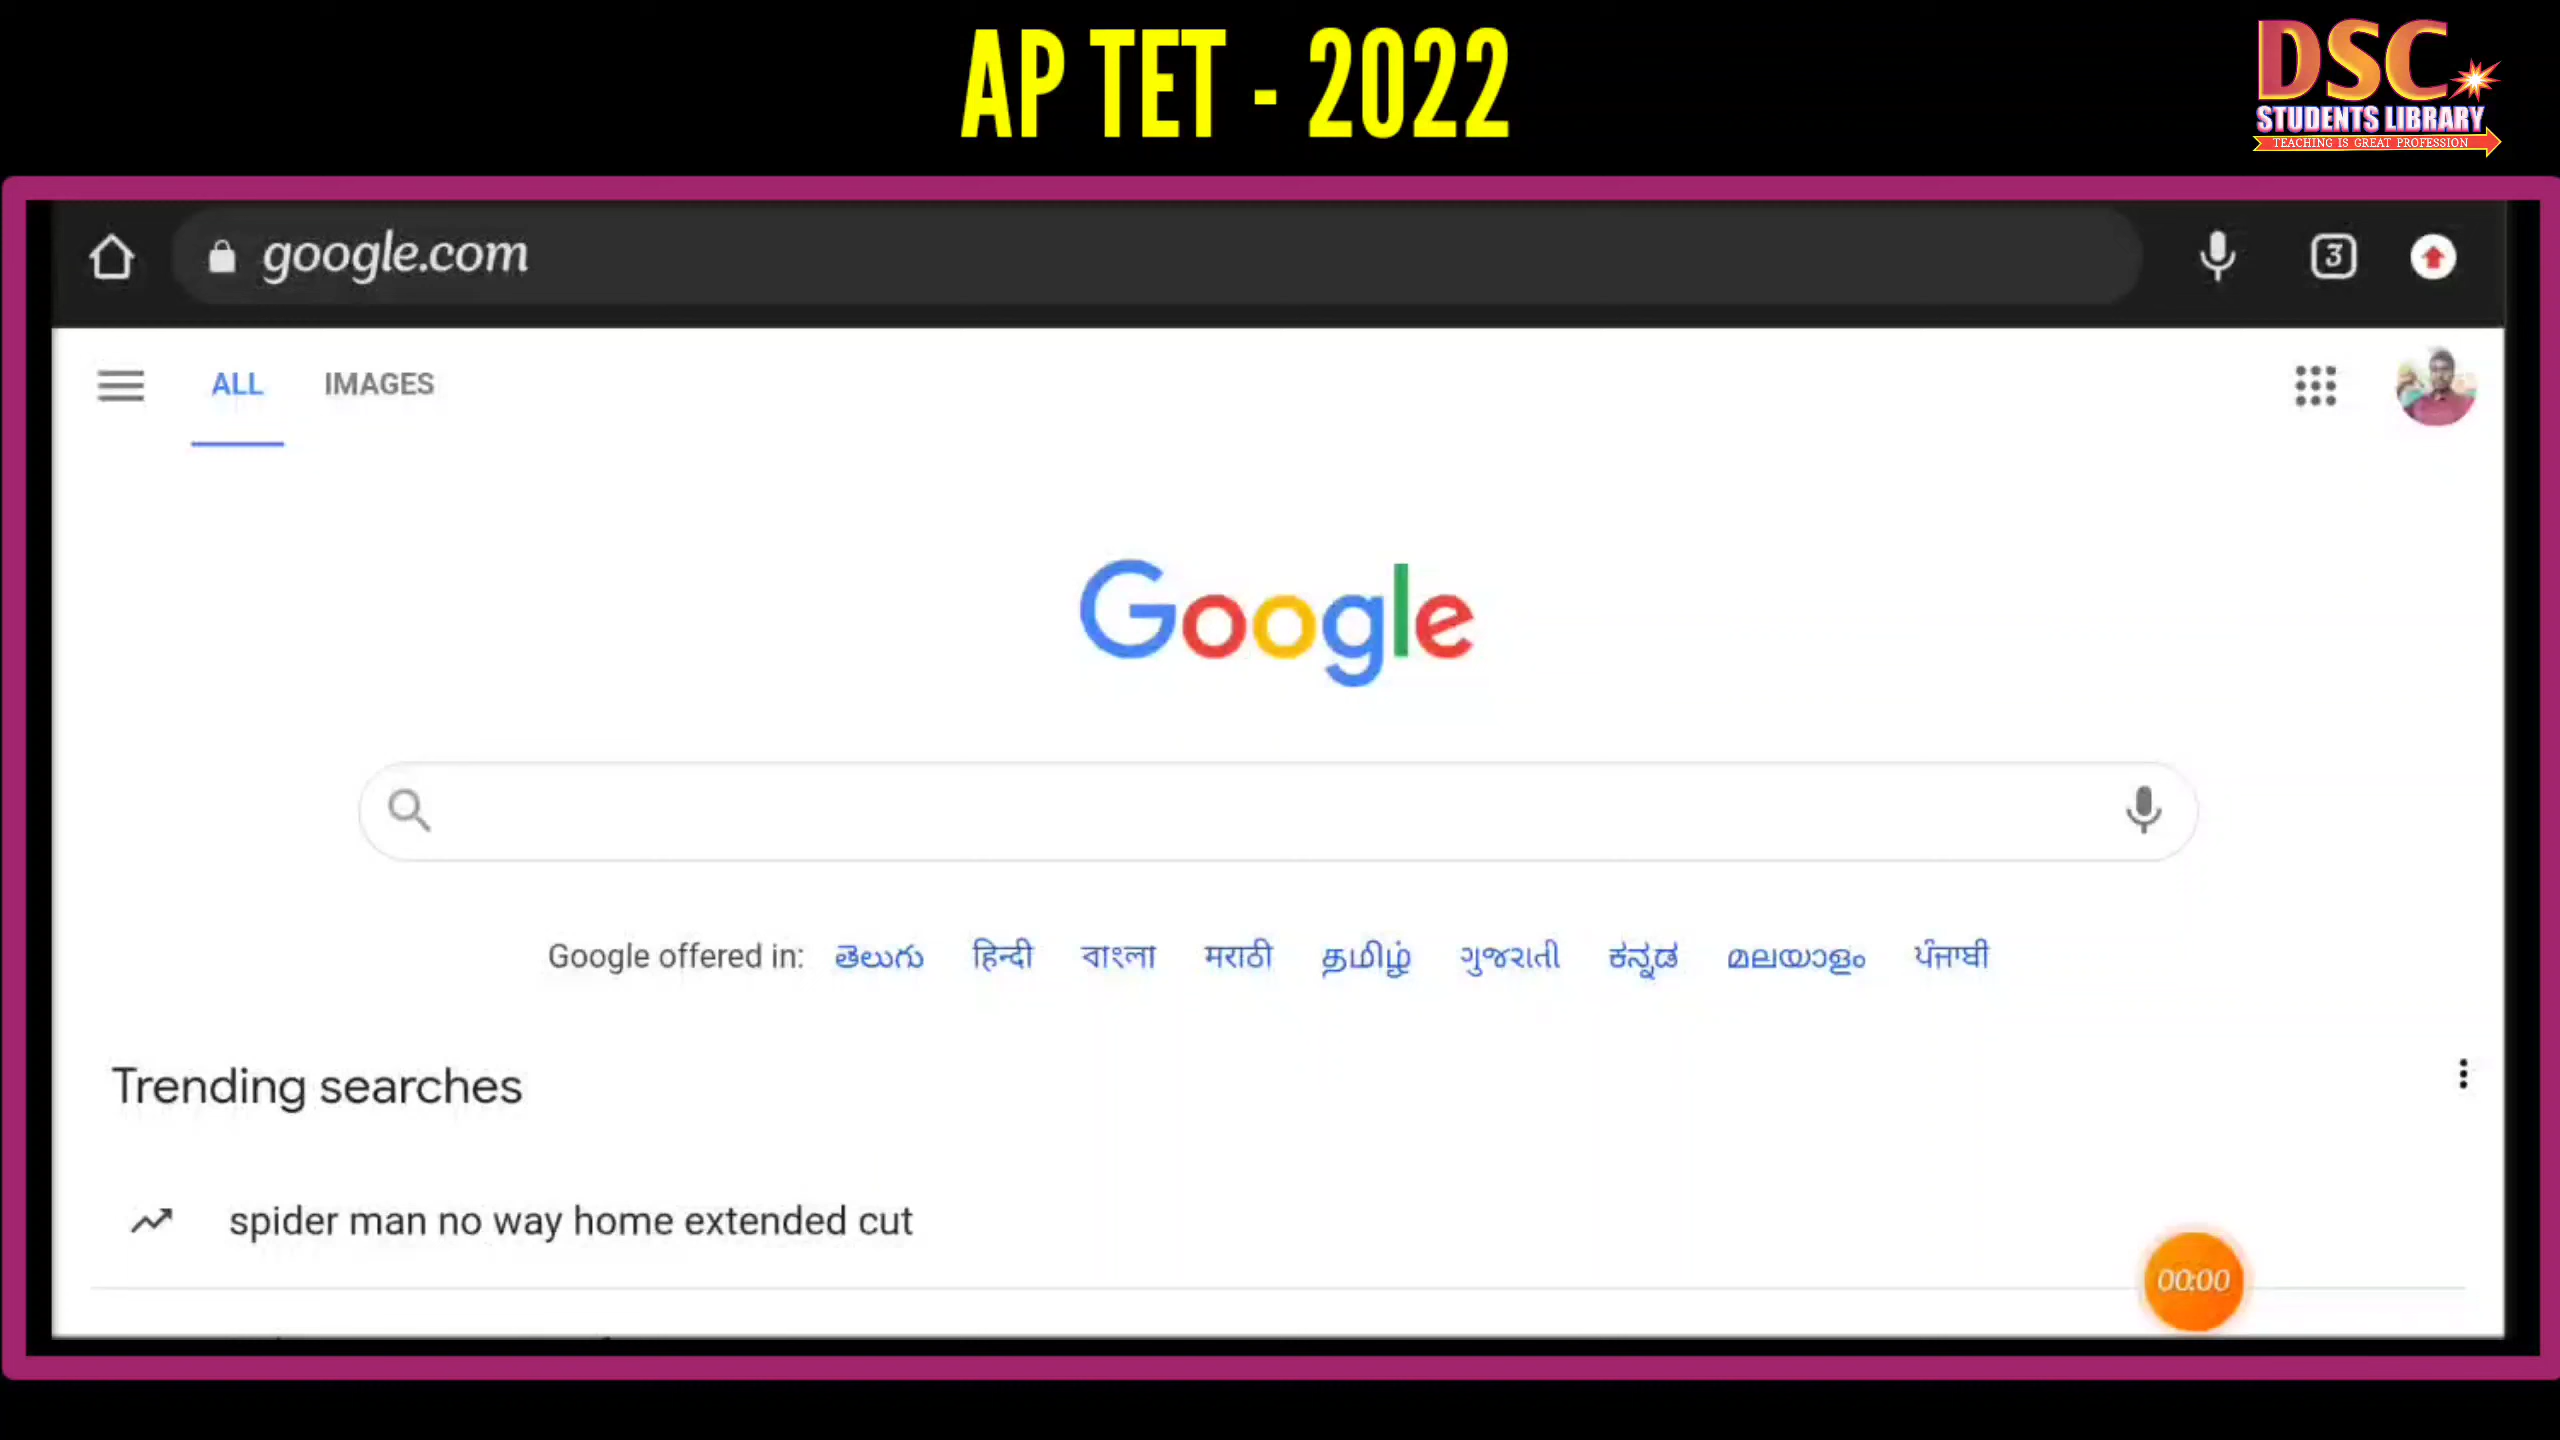 AP TET - 2022
DSC
STUDENTS LIBRARY
TEACHING IS GREAT PROFESSION
google.com
3
ALL IMAGES
Google
Google offered in: తెలుగు हिन्दी বাংলা मराठी தமிழ் ગુજરાતી ಕನ್ನಡ മലയാളം ਪੰਜਾਬੀ
Trending searches
spider man no way home extended cut
00:00